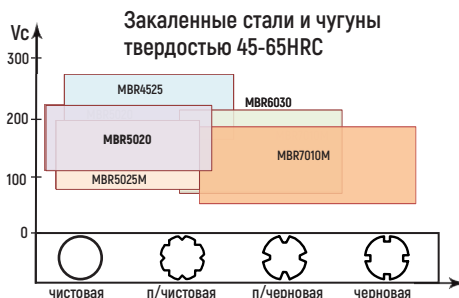 Закаленные стали и чугуны
твердостью 45-65HRC
Vc
300
200
100
0
MBR4525
MBR6030
MBR5020
MBR7010M
MBR5025M
чистовая п/чистовая п/черновая черновая